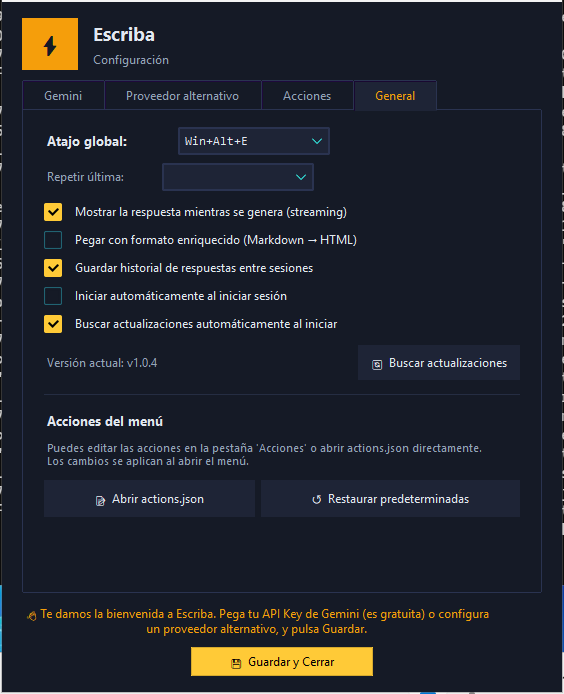 Escriba
Configuración
Gemini
Proveedor alternativo
Acciones
General
Atajo global:
Win+Alt+E
Repetir última:
Mostrar la respuesta mientras se genera (streaming)
Pegar con formato enriquecido (Markdown → HTML)
Guardar historial de respuestas entre sesiones
Iniciar automáticamente al iniciar sesión
Buscar actualizaciones automáticamente al iniciar
Versión actual: v1.0.4
Buscar actualizaciones
Acciones del menú
Puedes editar las acciones en la pestaña 'Acciones' o abrir actions.json directamente.
Los cambios se aplican al abrir el menú.
Abrir actions.json
Restaurar predeterminadas
Te damos la bienvenida a Escriba. Pega tu API Key de Gemini (es gratuita) o configura
un proveedor alternativo, y pulsa Guardar.
Guardar y Cerrar